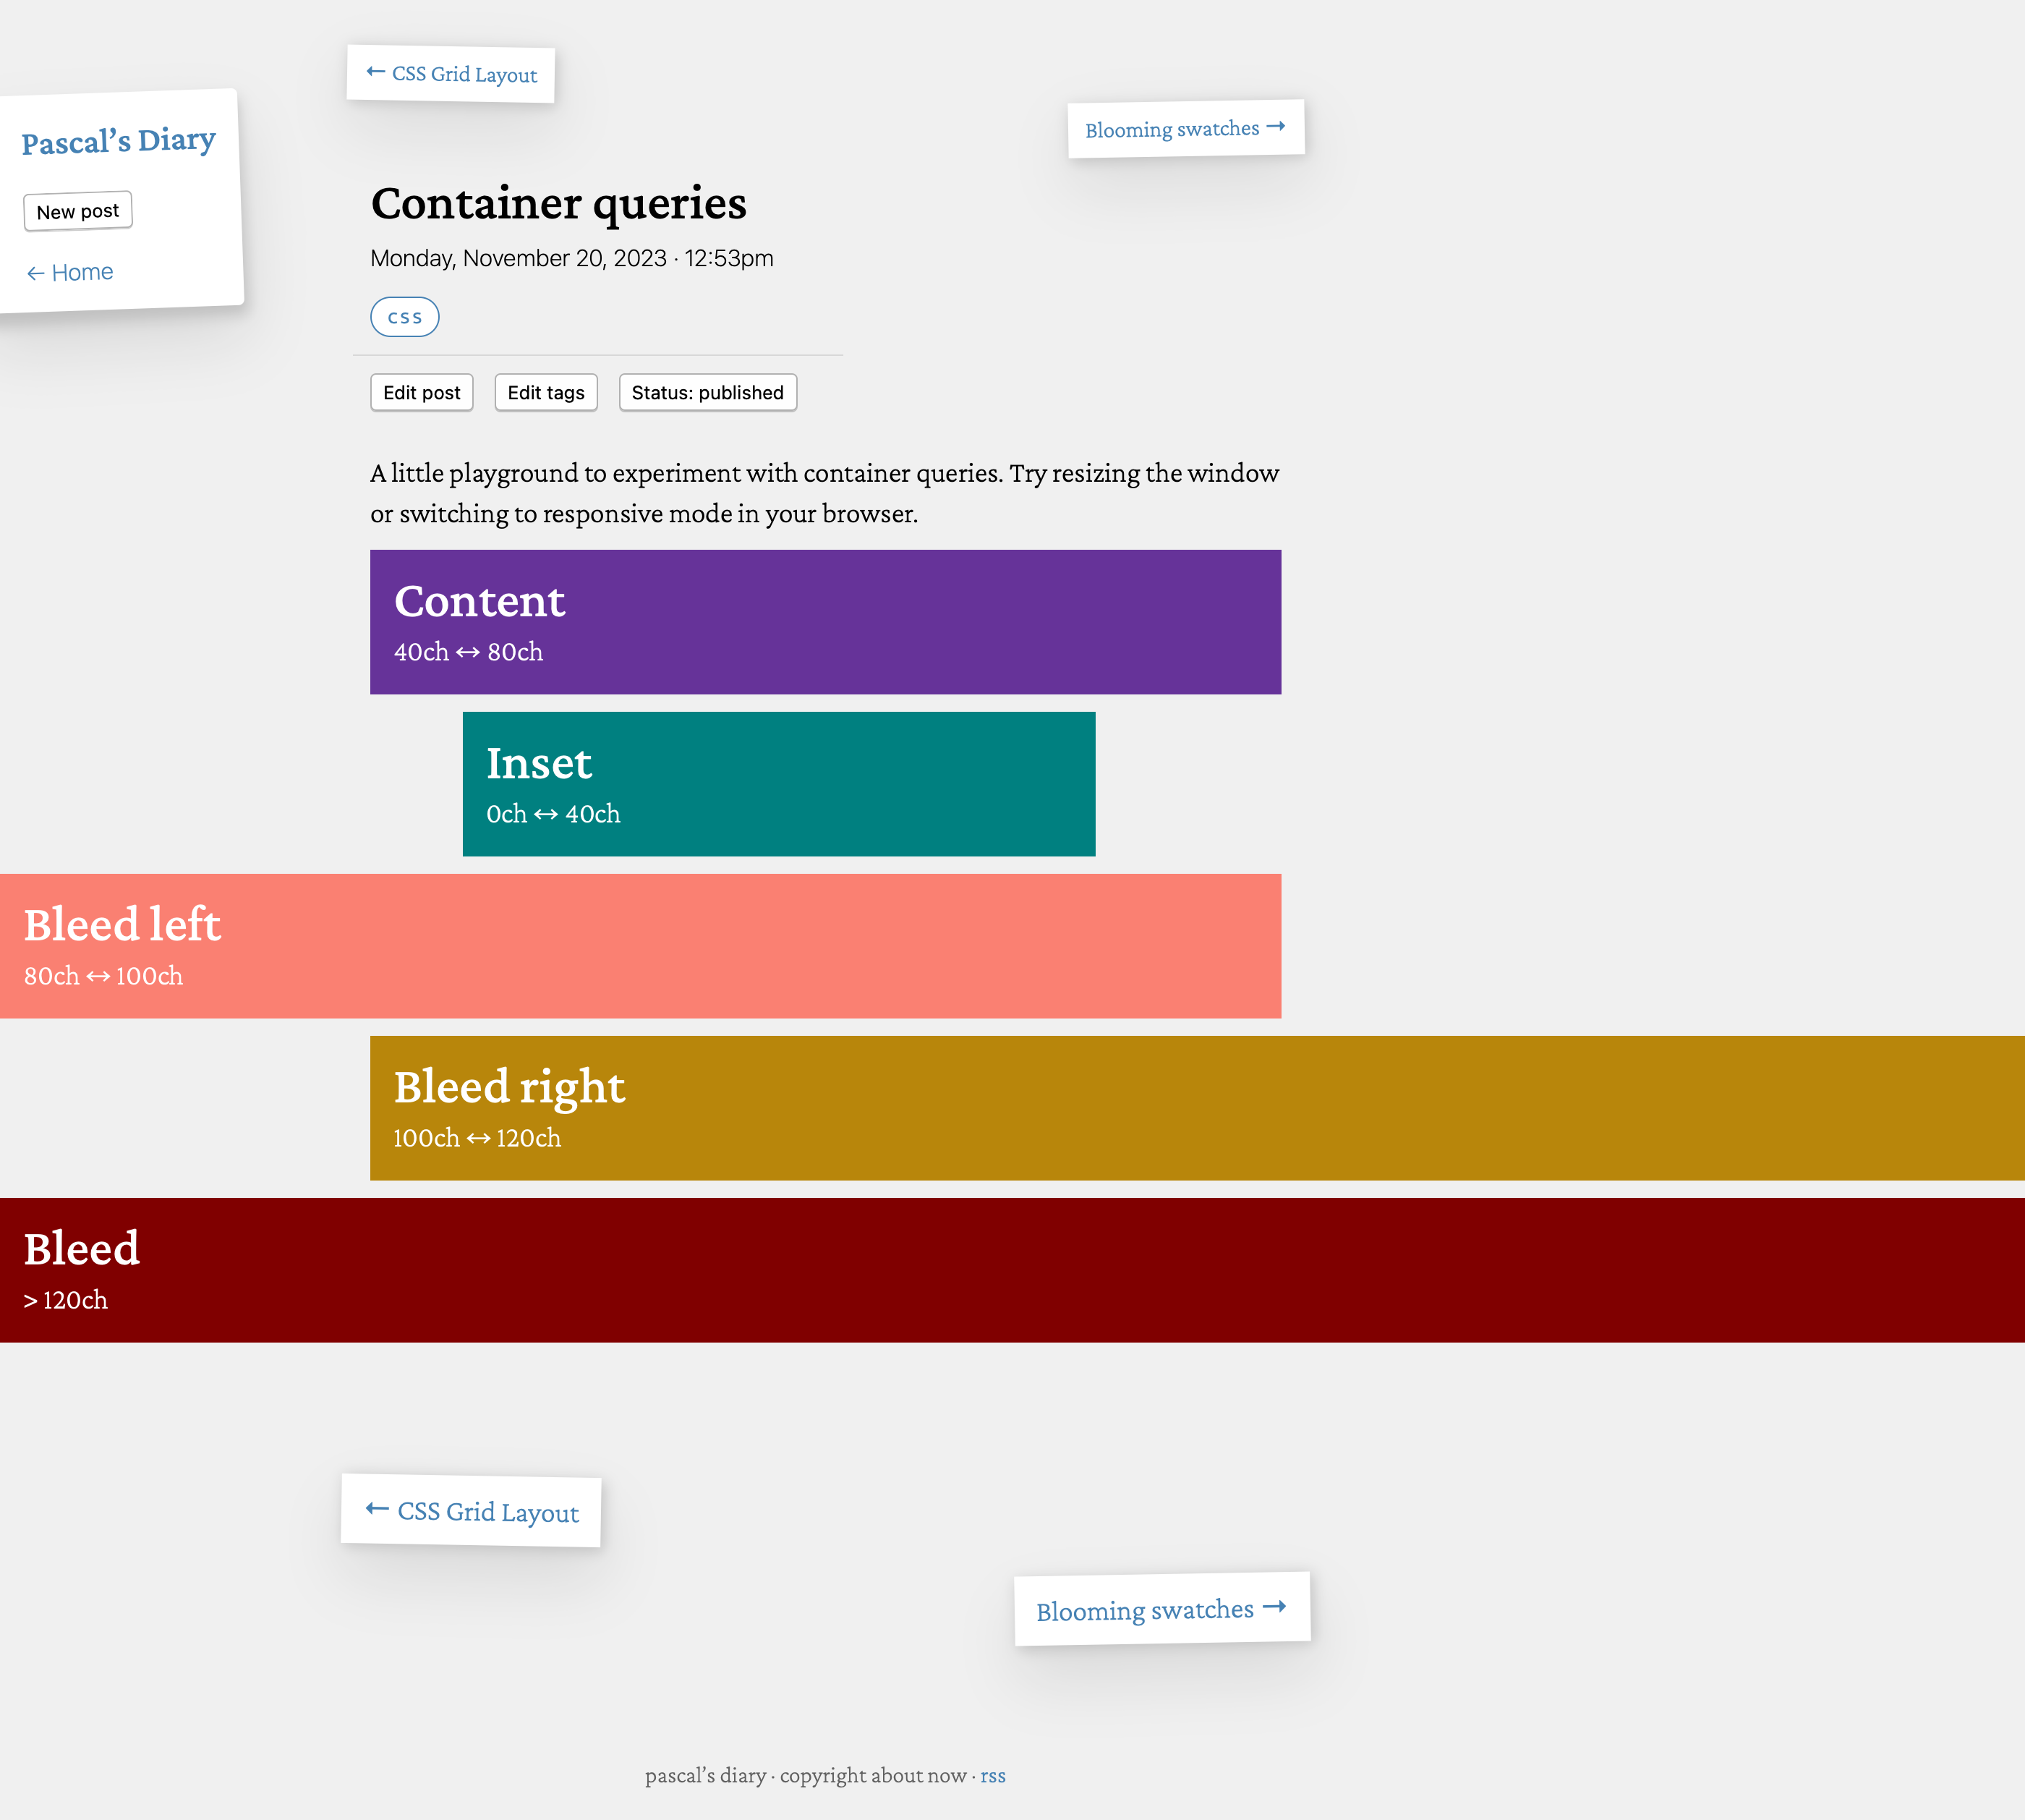 ← CSS Grid Layout
Blooming swatches →
Pascal’s Diary
New post
← Home
Container queries
Monday, November 20, 2023 · 12:53pm
css
Edit post
Edit tags
Status: published
A little playground to experiment with container queries. Try resizing the window
or switching to responsive mode in your browser.
Content
40ch ↔ 80ch
Inset
0ch ↔ 40ch
Bleed left
80ch ↔ 100ch
Bleed right
100ch ↔ 120ch
Bleed
> 120ch
← CSS Grid Layout
Blooming swatches →
pascal’s diary · copyright about now · rss